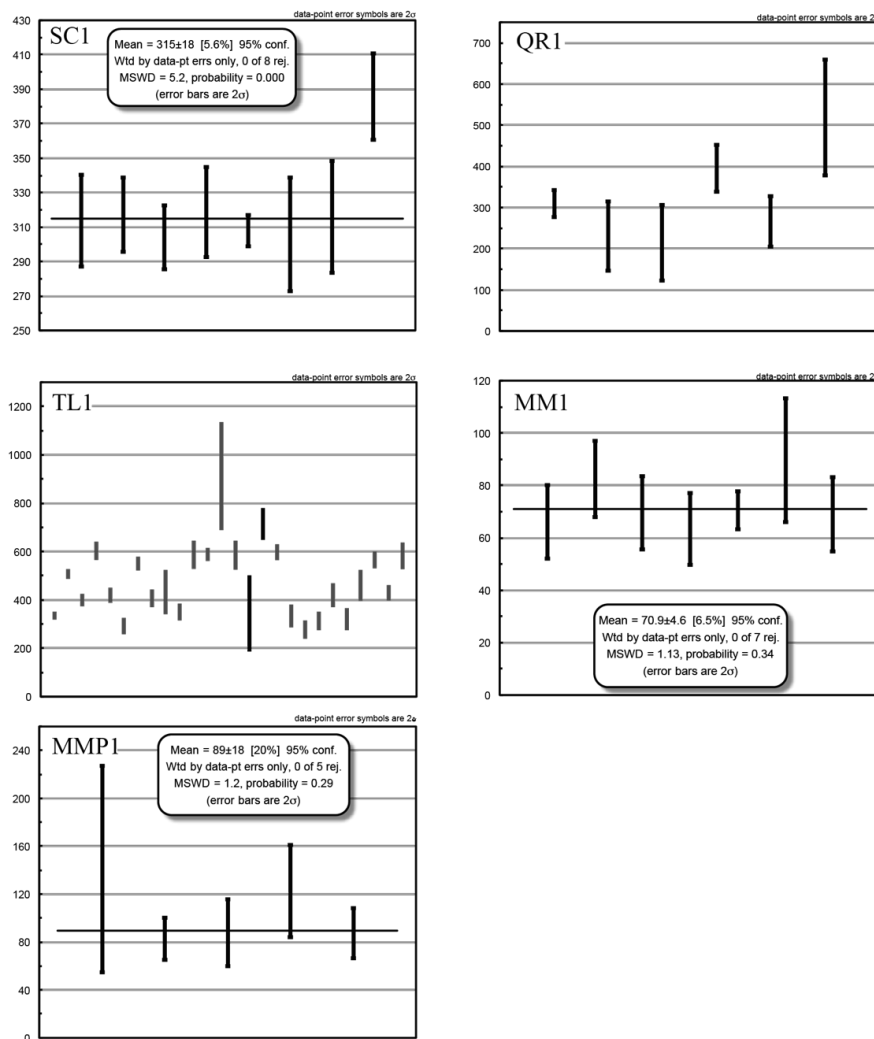 data-point error symbols are 2σ
SC1
Mean = 315±18 [5.6%] 95% conf.
Wtd by data-pt errs only, 0 of 8 rej.
MSWD = 5.2, probability = 0.000
(error bars are 2σ)
430
410
390
370
350
330
310
290
270
250
data-point error symbols are 2
QR1
700
600
500
400
300
200
100
0
data-point error symbols are 2σ
TL1
1200
1000
800
600
400
200
0
data-point error symbols are 2
MM1
120
100
80
60
40
20
0
Mean = 70.9±4.6 [6.5%] 95% conf.
Wtd by data-pt errs only, 0 of 7 rej.
MSWD = 1.13, probability = 0.34
(error bars are 2σ)
data-point error symbols are 2σ
MMP1
Mean = 89±18 [20%] 95% conf.
Wtd by data-pt errs only, 0 of 5 rej.
MSWD = 1.2, probability = 0.29
(error bars are 2σ)
240
200
160
120
80
40
0